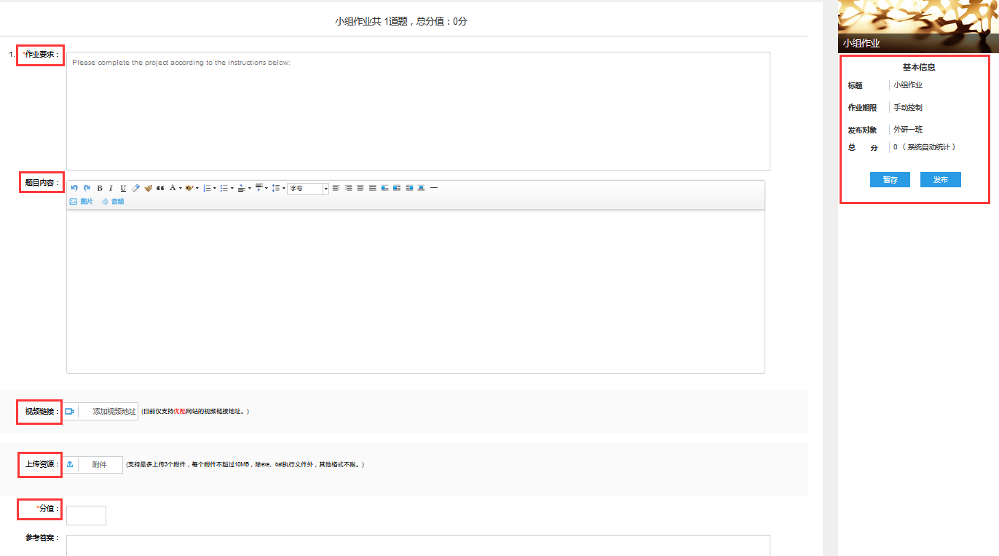 小组作业共 1道题，总分值：0分
1. *作业要求：
Please complete the project according to the instructions below:
题目内容：
B I U A 字号
图片 音频
视频链接：
添加视频地址 (目前仅支持优酷网站的视频链接地址。)
上传资源：
附件 (支持最多上传3个附件，每个附件不超过10MB，除exe、bat执行文件外，其他格式不限。)
*分值：
参考答案：
小组作业
基本信息
标题 小组作业
作业期限 手动控制
发布对象 外研一班
总 分 0 （ 系统自动统计 ）
暂存 发布